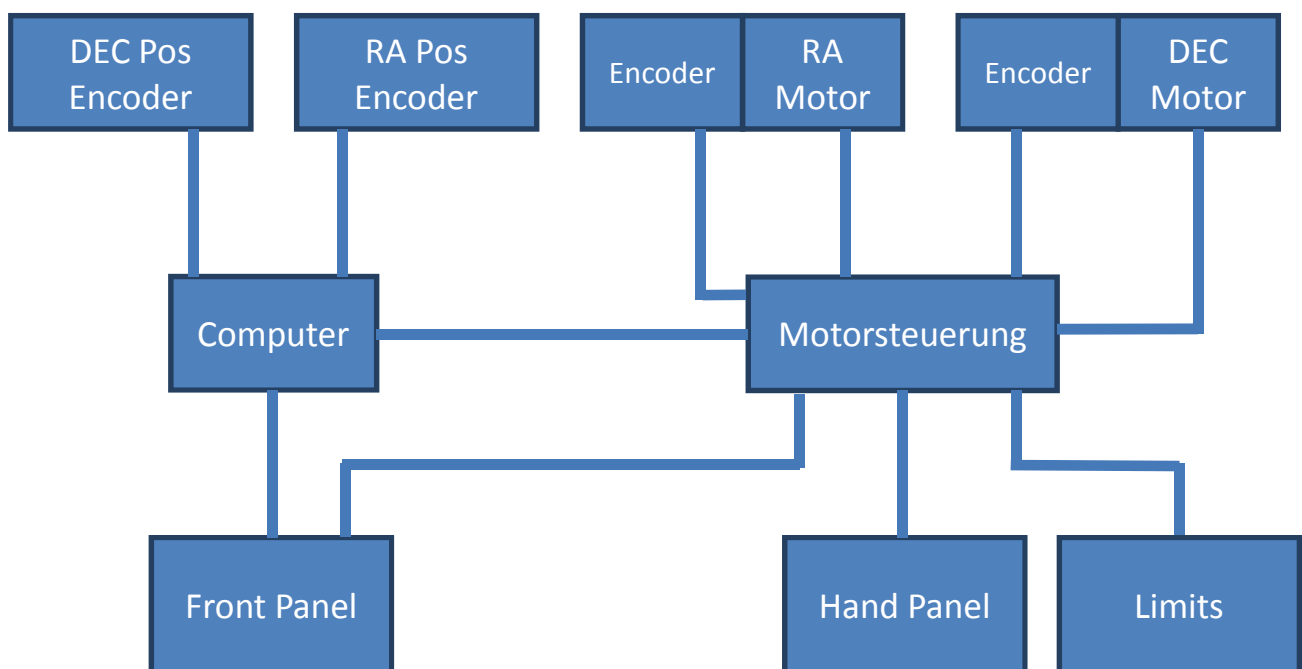 DEC Pos
Encoder
RA Pos
Encoder
Encoder
RA
Motor
Encoder
DEC
Motor
Computer
Motorsteuerung
Front Panel
Hand Panel
Limits